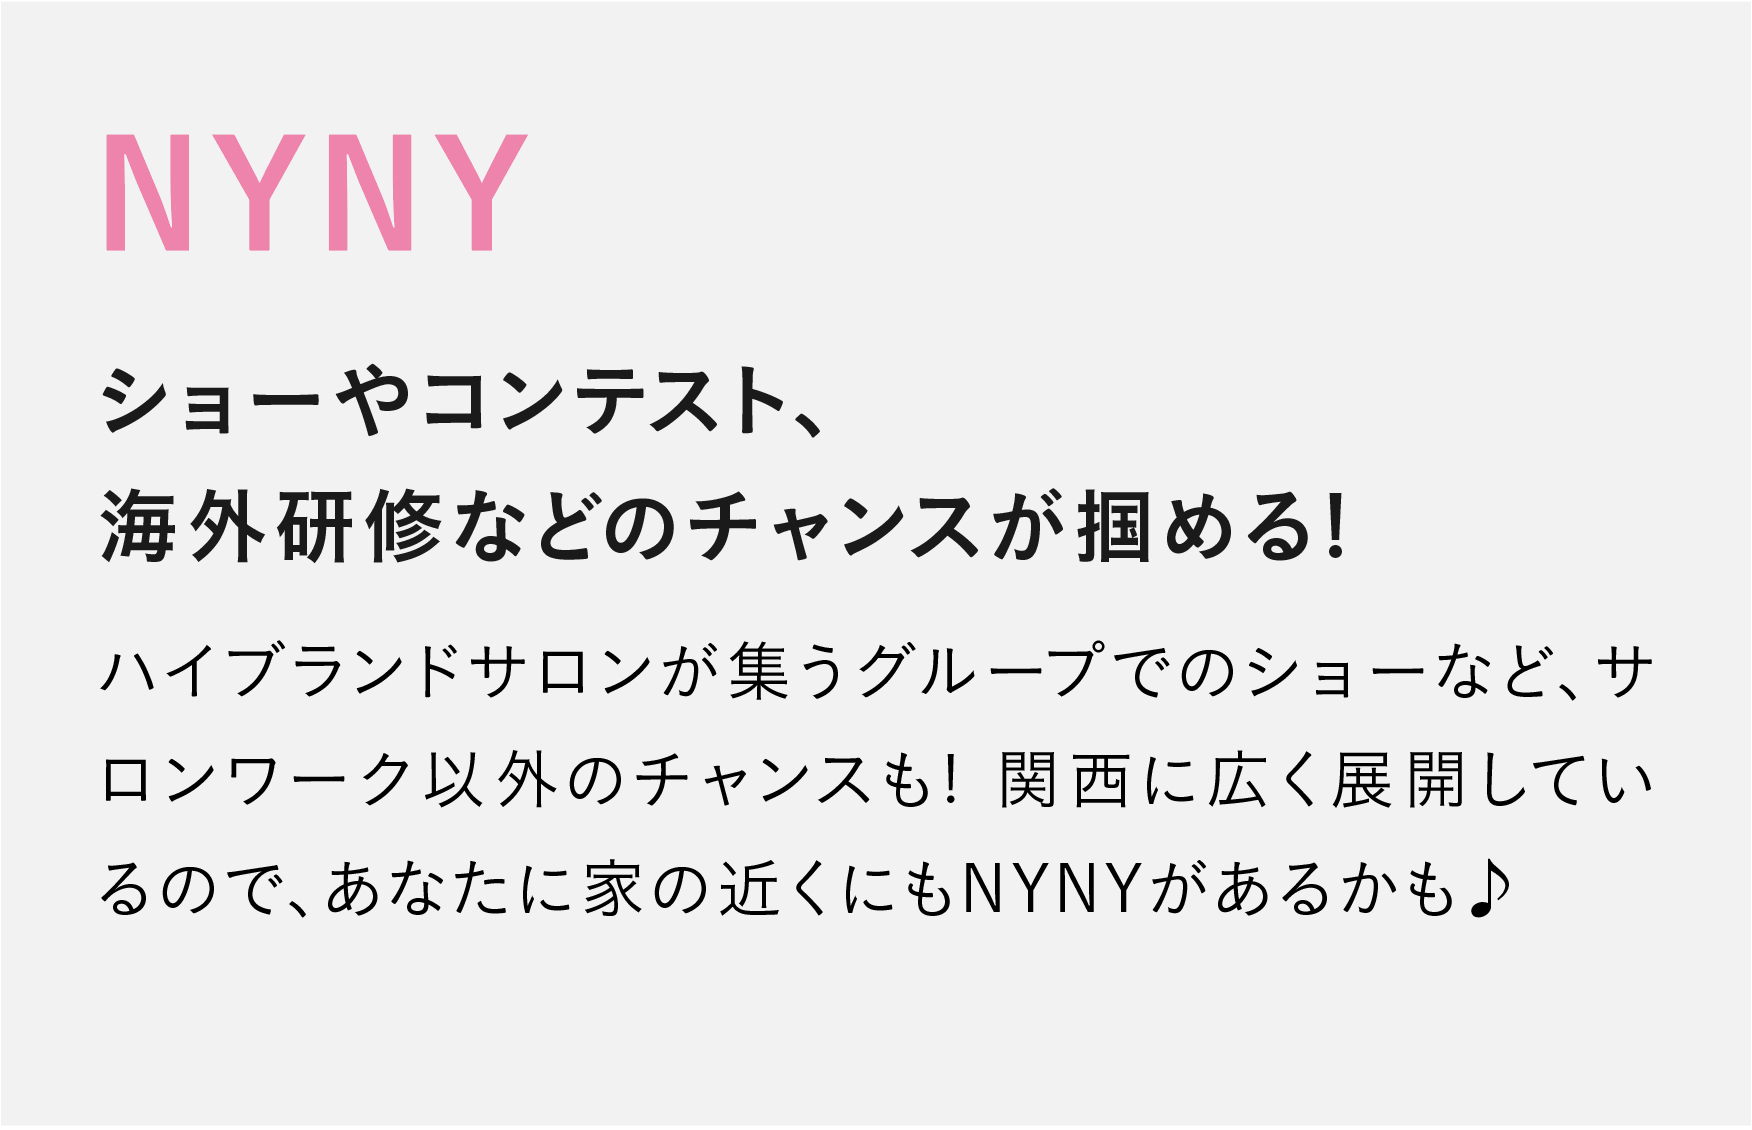 NYNY
ショーやコンテスト、
海外研修などのチャンスが掴める!
ハイブランドサロンが集うグループでのショーなど、サ
ロンワーク以外のチャンスも! 関西に広く展開してい
るので、あなたに家の近くにもNYNYがあるかも♪